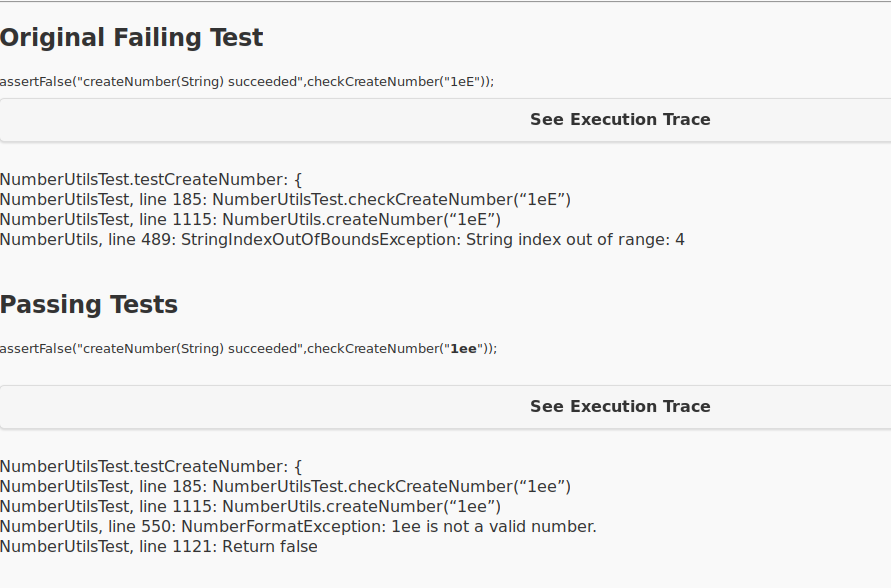 Original Failing Test
assertFalse("createNumber(String) succeeded",checkCreateNumber("1eE"));
See Execution Trace
NumberUtilsTest.testCreateNumber: {
NumberUtilsTest, line 185: NumberUtilsTest.checkCreateNumber(“1eE”)
NumberUtilsTest, line 1115: NumberUtils.createNumber(“1eE”)
NumberUtils, line 489: StringIndexOutOfBoundsException: String index out of range: 4
Passing Tests
assertFalse("createNumber(String) succeeded",checkCreateNumber("1ee"));
See Execution Trace
NumberUtilsTest.testCreateNumber: {
NumberUtilsTest, line 185: NumberUtilsTest.checkCreateNumber(“1ee”)
NumberUtilsTest, line 1115: NumberUtils.createNumber(“1ee”)
NumberUtils, line 550: NumberFormatException: 1ee is not a valid number.
NumberUtilsTest, line 1121: Return false